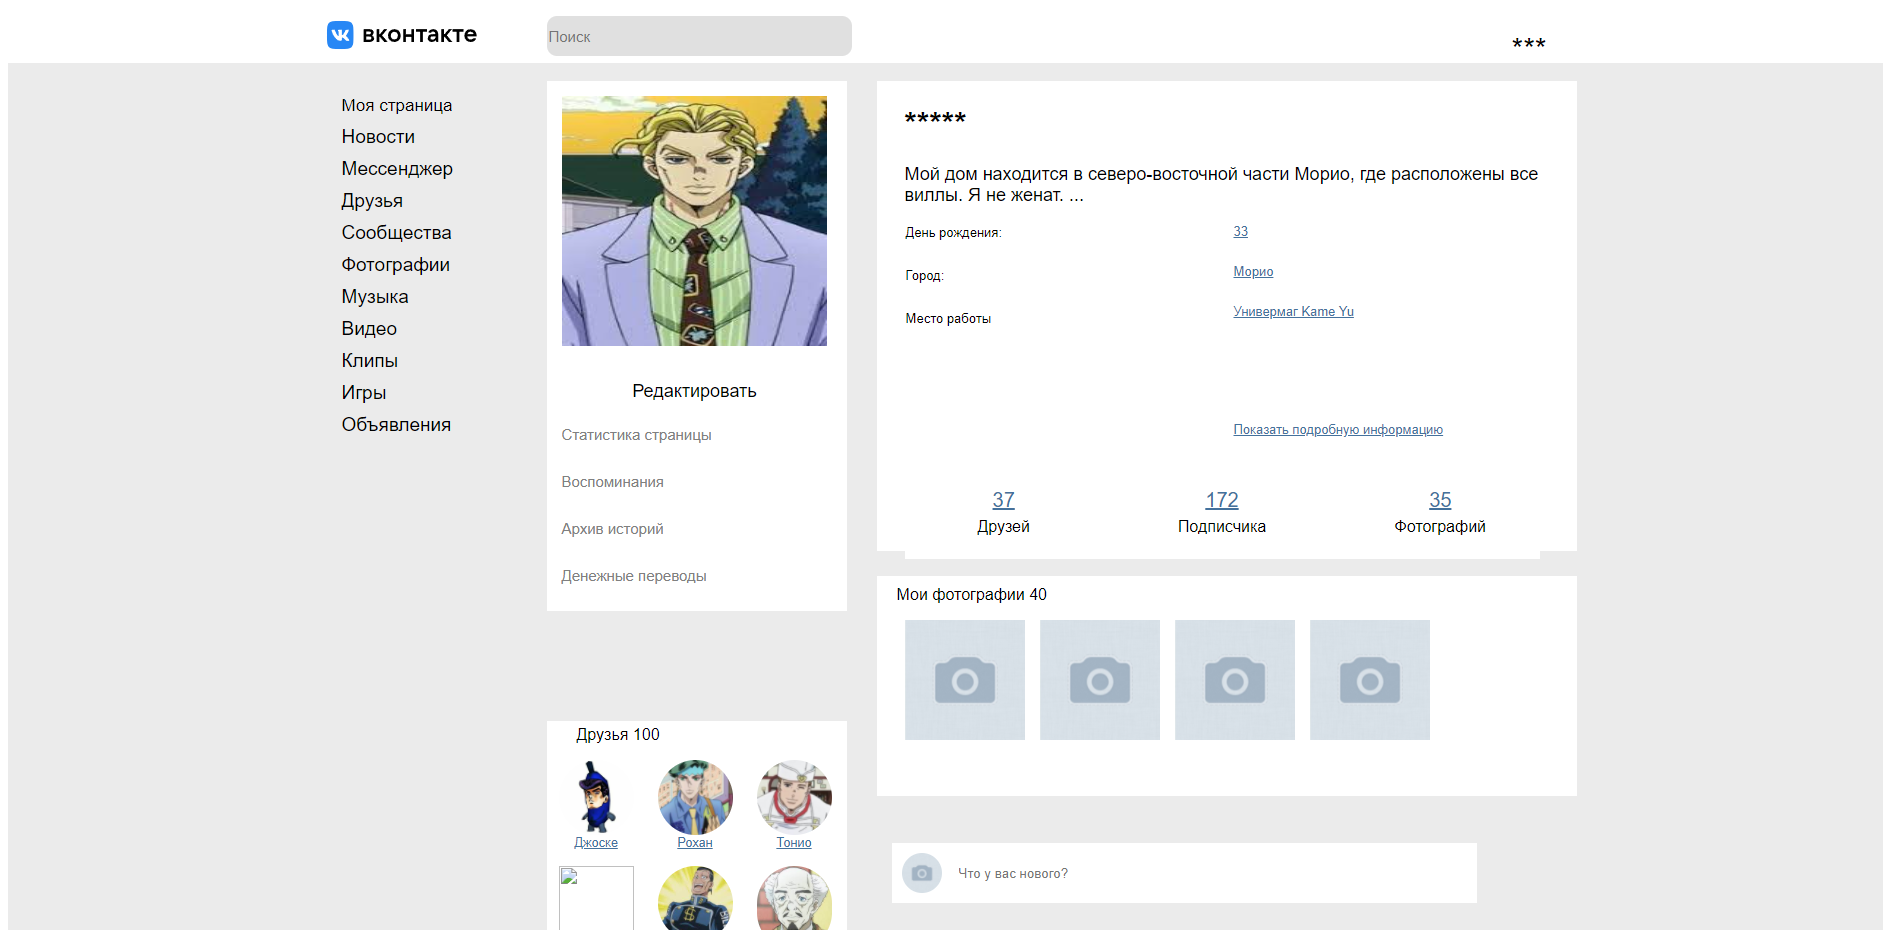 вконтакте
Поиск
***
Моя страница
Новости
Мессенджер
Друзья
Сообщества
Фотографии
Музыка
Видео
Клипы
Игры
Объявления
Редактировать
Статистика страницы
Воспоминания
Архив историй
Денежные переводы
Друзья 100
Джоске
Рохан
Тонио
*****
Мой дом находится в северо-восточной части Морио, где расположены все
виллы. Я не женат. ...
День рождения:
33
Город:
Морио
Место работы
Универмаг Kame Yu
Показать подробную информацию
37
Друзей
172
Подписчика
35
Фотографий
Мои фотографии 40
Что у вас нового?